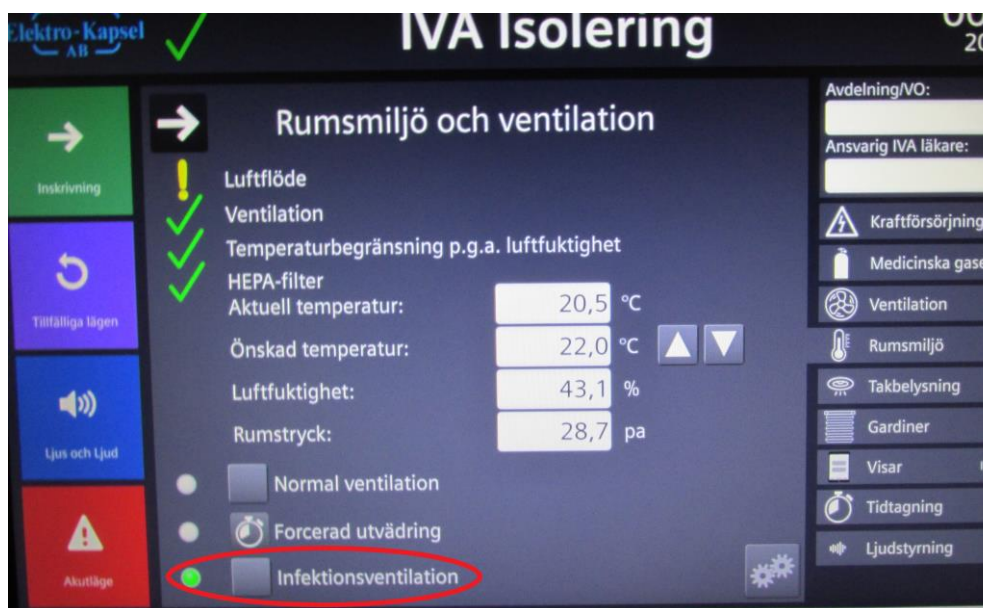 Elektro-Kapsel
AB
IVA Isolering
20
Inskrivning
Tillfälliga lägen
Ljus och Ljud
Akutläge
Rumsmiljö och ventilation
Luftflöde
Ventilation
Temperaturbegränsning p.g.a. luftfuktighet
HEPA-filter
Aktuell temperatur: 20,5 °C
Önskad temperatur: 22,0 °C
Luftfuktighet: 43,1 %
Rumstryck: 28,7 pa
Normal ventilation
Forcerad utvädring
Infektionsventilation
Avdelning/VO:
Ansvarig IVA läkare:
Kraftförsörjning
Medicinska gase
Ventilation
Rumsmiljö
Takbelysning
Gardiner
Visar
Tidtagning
Ljudstyrning